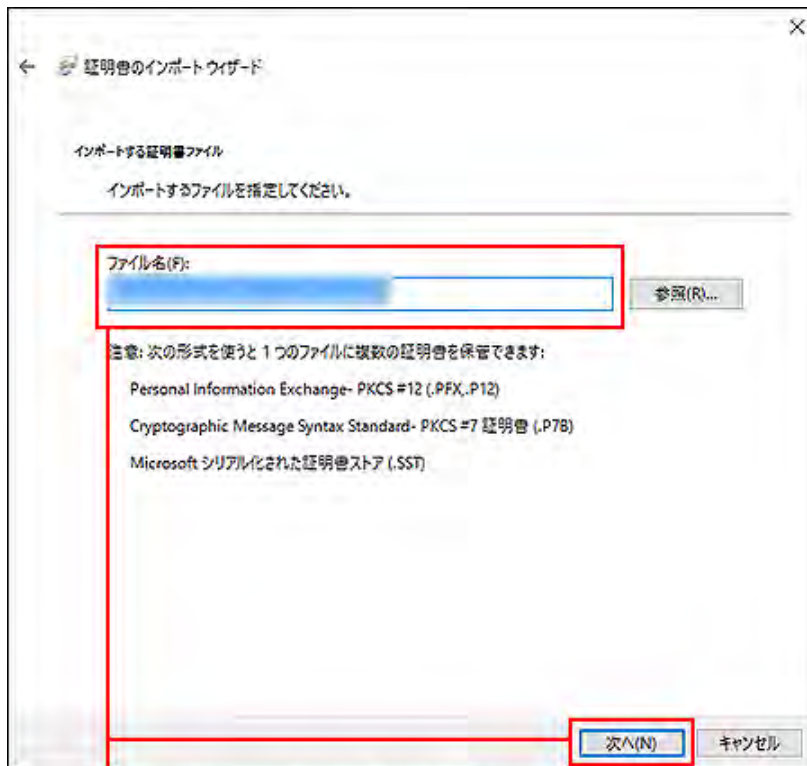 証明書のインポート ウィザード
インポートする証明書ファイル
インポートするファイルを指定してください。
ファイル名(F):
参照(R)...
注意: 次の形式を使うと 1 つのファイルに複数の証明書を保管できます:
Personal Information Exchange- PKCS #12 (.PFX,.P12)
Cryptographic Message Syntax Standard- PKCS #7 証明書 (.P7B)
Microsoft シリアル化された証明書ストア (.SST)
次へ(N)
キャンセル